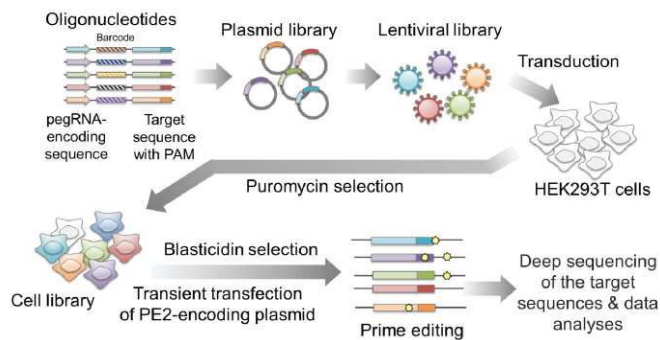 Oligonucleotides
Barcode
pegRNA-
encoding
sequence
Target
sequence
with PAM
Plasmid library
Lentiviral library
Transduction
HEK293T cells
Puromycin selection
Cell library
Blasticidin selection
Transient transfection
of PE2-encoding plasmid
Prime editing
Deep sequencing
of the target
sequences & data
analyses